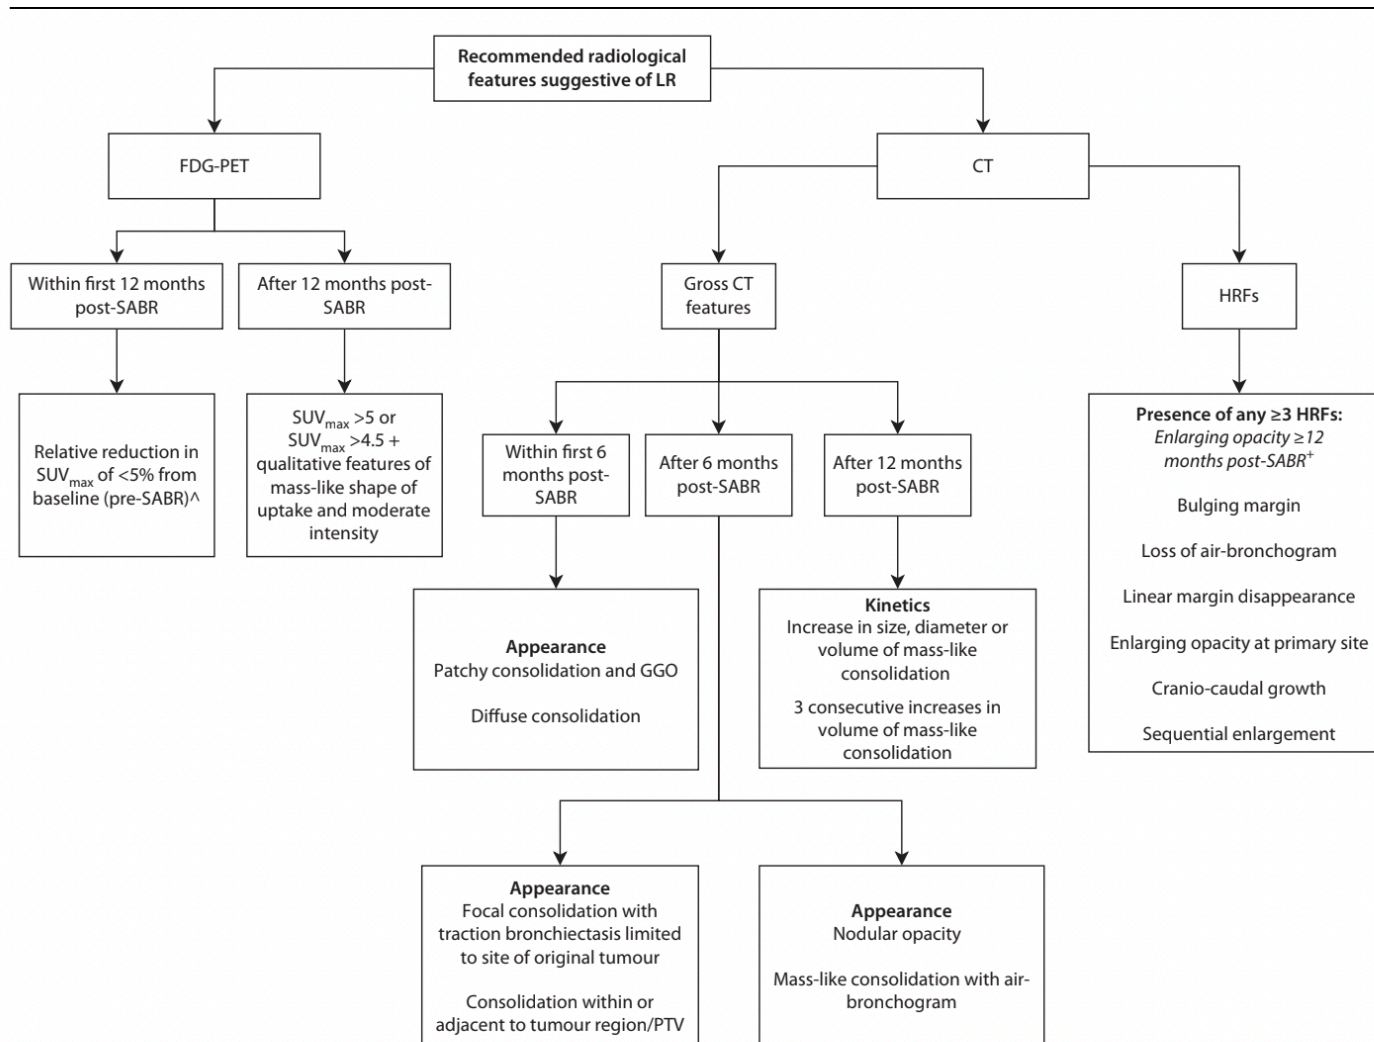 Recommended radiological
features suggestive of LR
FDG-PET
CT
Within first 12 months
post-SABR
After 12 months post-
SABR
Gross CT
features
HRFs
Relative reduction in
SUVmax of <5% from
baseline (pre-SABR)^
SUVmax >5 or
SUVmax >4.5 +
qualitative features of
mass-like shape of
uptake and moderate
intensity
Within first 6
months post-
SABR
After 6 months
post-SABR
After 12 months
post-SABR
Presence of any ≥3 HRFs:
Enlarging opacity ≥12
months post-SABR+
Bulging margin
Loss of air-bronchogram
Linear margin disappearance
Enlarging opacity at primary site
Cranio-caudal growth
Sequential enlargement
Appearance
Patchy consolidation and GGO
Diffuse consolidation
Kinetics
Increase in size, diameter or
volume of mass-like
consolidation
3 consecutive increases in
volume of mass-like
consolidation
Appearance
Focal consolidation with
traction bronchiectasis limited
to site of original tumour
Consolidation within or
adjacent to tumour region/PTV
Appearance
Nodular opacity
Mass-like consolidation with air-
bronchogram